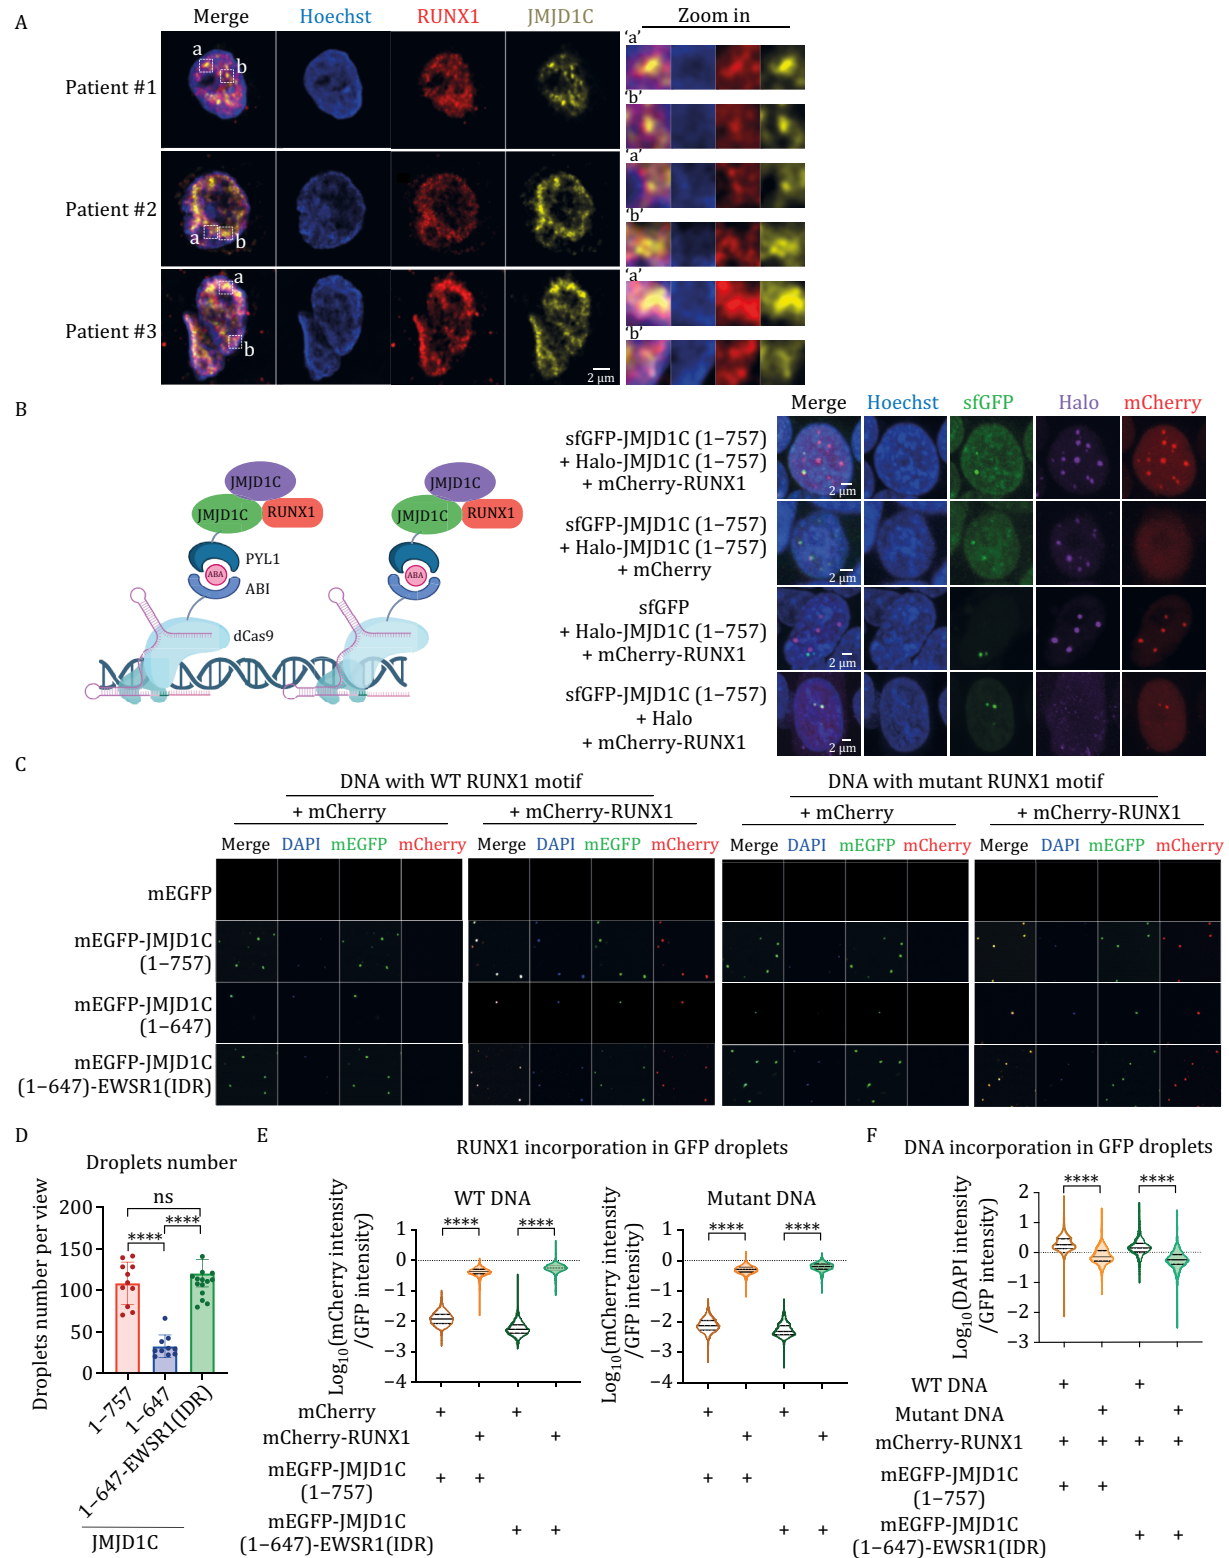 A
Merge Hoechst RUNX1 JMJD1C Zoom in
Patient #1
a
b
'a'
'b'
Patient #2
a
b
'a'
'b'
Patient #3
a
b
2 μm
'a'
'b'
B
JMJD1C
JMJD1C
RUNX1
PYL1
ABA
ABI
dCas9
JMJD1C
JMJD1C
RUNX1
ABA
Merge Hoechst sfGFP Halo mCherry
sfGFP-JMJD1C (1–757)
+ Halo-JMJD1C (1–757)
+ mCherry-RUNX1
2 μm
sfGFP-JMJD1C (1–757)
+ Halo-JMJD1C (1–757)
+ mCherry
2 μm
sfGFP
+ Halo-JMJD1C (1–757)
+ mCherry-RUNX1
2 μm
sfGFP-JMJD1C (1–757)
+ Halo
+ mCherry-RUNX1
2 μm
C
DNA with WT RUNX1 motif DNA with mutant RUNX1 motif
+ mCherry + mCherry-RUNX1 + mCherry + mCherry-RUNX1
Merge DAPI mEGFP mCherry Merge DAPI mEGFP mCherry Merge DAPI mEGFP mCherry Merge DAPI mEGFP mCherry
mEGFP
mEGFP-JMJD1C
(1–757)
mEGFP-JMJD1C
(1–647)
mEGFP-JMJD1C
(1–647)-EWSR1(IDR)
D
Droplets number
Droplets number per view
200
150
100
50
0
ns
**** ****
1–757
1–647
1–647-EWSR1(IDR)
JMJD1C
E
RUNX1 incorporation in GFP droplets
WT DNA
Log10(mCherry intensity
/GFP intensity)
1
0
−1
−2
−3
−4
**** ****
Mutant DNA
Log10(mCherry intensity
/GFP intensity)
1
0
−1
−2
−3
−4
**** ****
mCherry + + + +
mCherry-RUNX1 + + + +
mEGFP-JMJD1C
(1–757) + + + +
mEGFP-JMJD1C
(1–647)-EWSR1(IDR) + + + +
F
DNA incorporation in GFP droplets
Log10(DAPI intensity
/GFP intensity)
2
1
0
−1
−2
−3
**** ****
WT DNA + +
Mutant DNA + +
mCherry-RUNX1 + + + +
mEGFP-JMJD1C
(1–757) + +
mEGFP-JMJD1C
(1–647)-EWSR1(IDR) + +